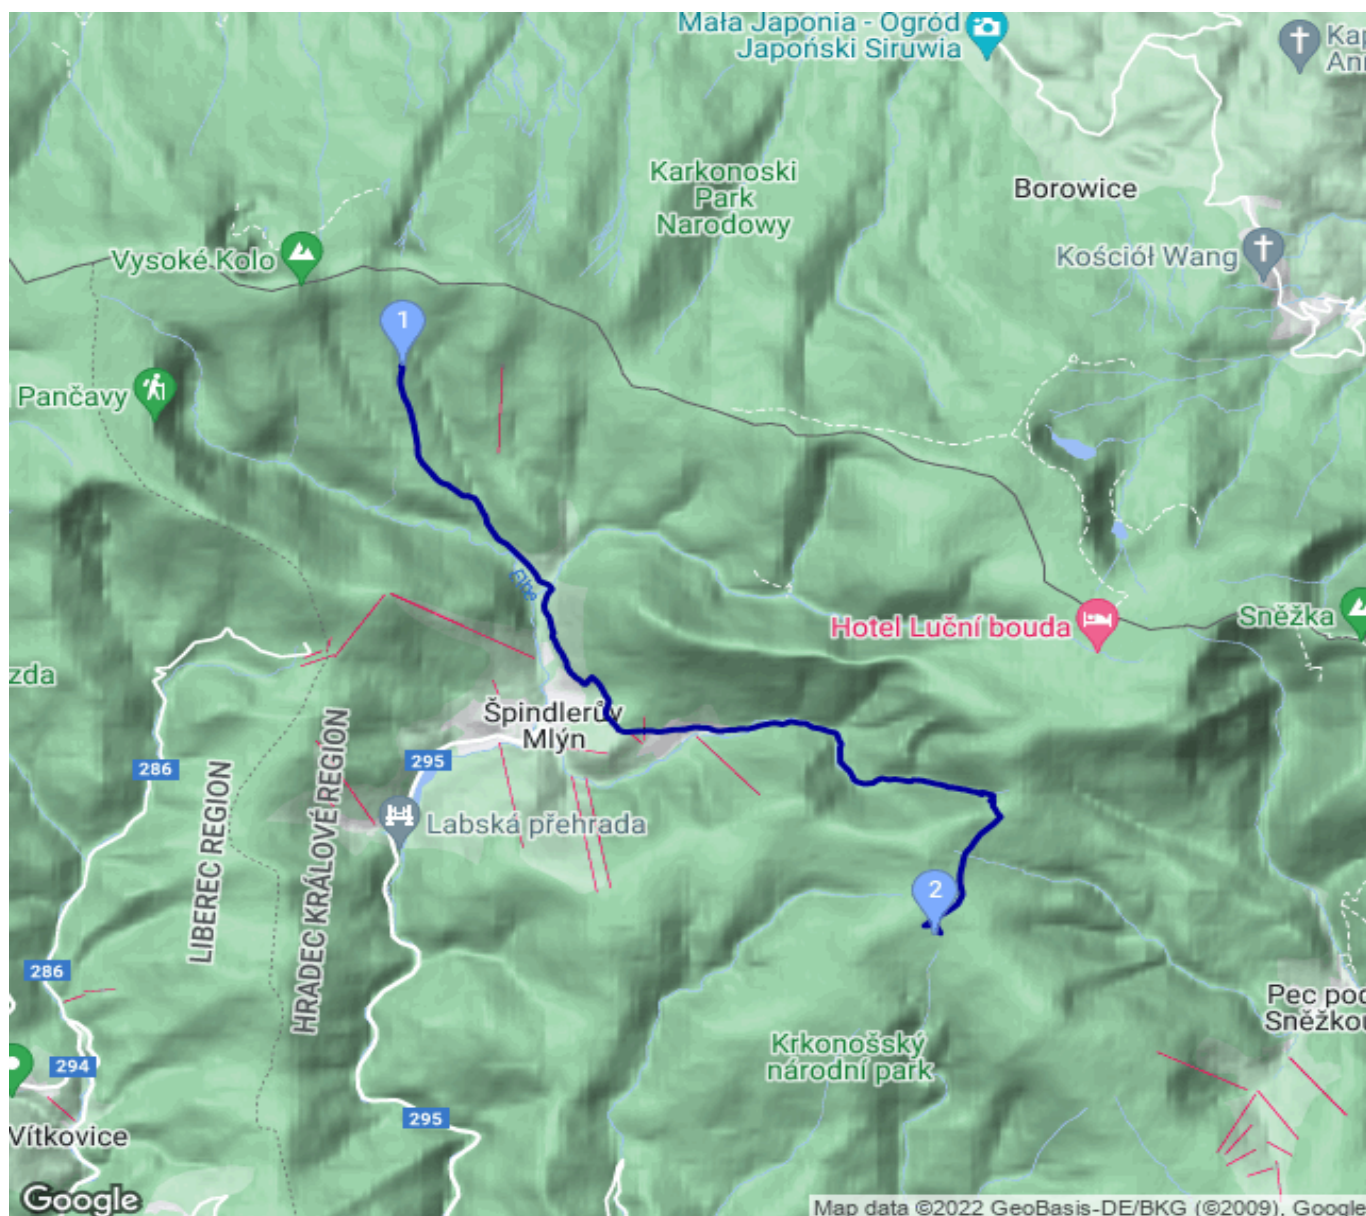 Mała Japonia - Ogród
Japoński Siruwia
Karkonoski
Park
Narodowy
Borowice
Kościół Wang
Vysoké Kolo
1
Pančavy
Elbe
Hotel Luční bouda
Sněžka
zda
Špindlerův
Mlýn
286
295
LIBEREC REGION
HRADEC KRÁLOVÉ REGION
Labská přehrada
2
286
Pec pod
Sněžkou
Krkonošský
národní park
294
295
Vítkovice
Google
Map data ©2022 GeoBasis-DE/BKG (©2009), Google